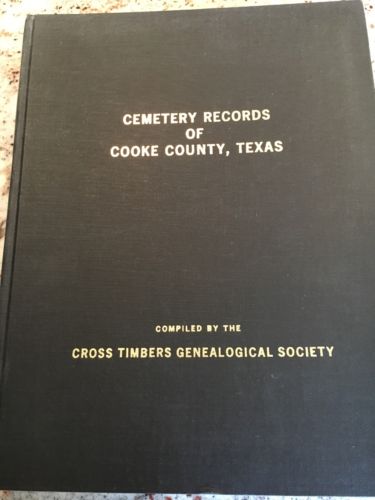 CEMETERY RECORDS
OF
COOKE COUNTY, TEXAS
COMPILED BY THE
CROSS TIMBERS GENEALOGICAL SOCIETY